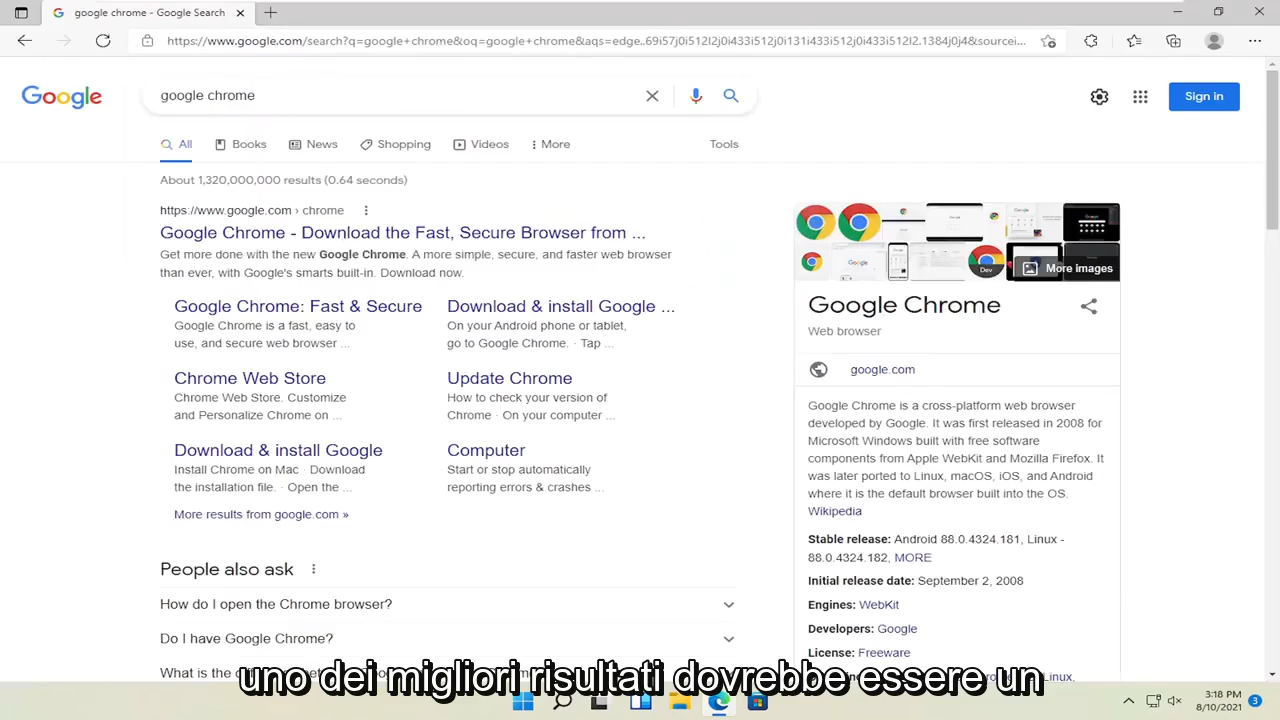 google chrome - Google Search
https://www.google.com/search?q=google+chrome&oq=google+chrome&aqs=edge..69i57j0i512l2j0i433i512j0i131i433i512j0i433i512l2.1384j0j4&sourcei...
Google
google chrome
Sign in
All
Books
News
Shopping
Videos
More
Tools
About 1,320,000,000 results (0.64 seconds)
https://www.google.com › chrome
Google Chrome - Download the Fast, Secure Browser from ...
Get more done with the new Google Chrome. A more simple, secure, and faster web browser
than ever, with Google's smarts built-in. Download now.
Google Chrome: Fast & Secure
Google Chrome is a fast, easy to
use, and secure web browser ...
Download & install Google ...
On your Android phone or tablet,
go to Google Chrome. · Tap ...
Chrome Web Store
Chrome Web Store. Customize
and Personalize Chrome on ...
Update Chrome
How to check your version of
Chrome · On your computer ...
Download & install Google
Install Chrome on Mac · Download
the installation file. · Open the ...
Computer
Start or stop automatically
reporting errors & crashes ...
More results from google.com »
People also ask
How do I open the Chrome browser?
Do I have Google Chrome?
What is the
Dev
More images
Google Chrome
Web browser
google.com
Google Chrome is a cross-platform web browser
developed by Google. It was first released in 2008 for
Microsoft Windows built with free software
components from Apple WebKit and Mozilla Firefox. It
was later ported to Linux, macOS, iOS, and Android
where it is the default browser built into the OS.
Wikipedia
Stable release: Android 88.0.4324.181, Linux -
88.0.4324.182, MORE
Initial release date: September 2, 2008
Engines: WebKit
Developers: Google
License: Freeware
uno dei migliori risultati dovrebbe essere un
3:18 PM
8/10/2021
3